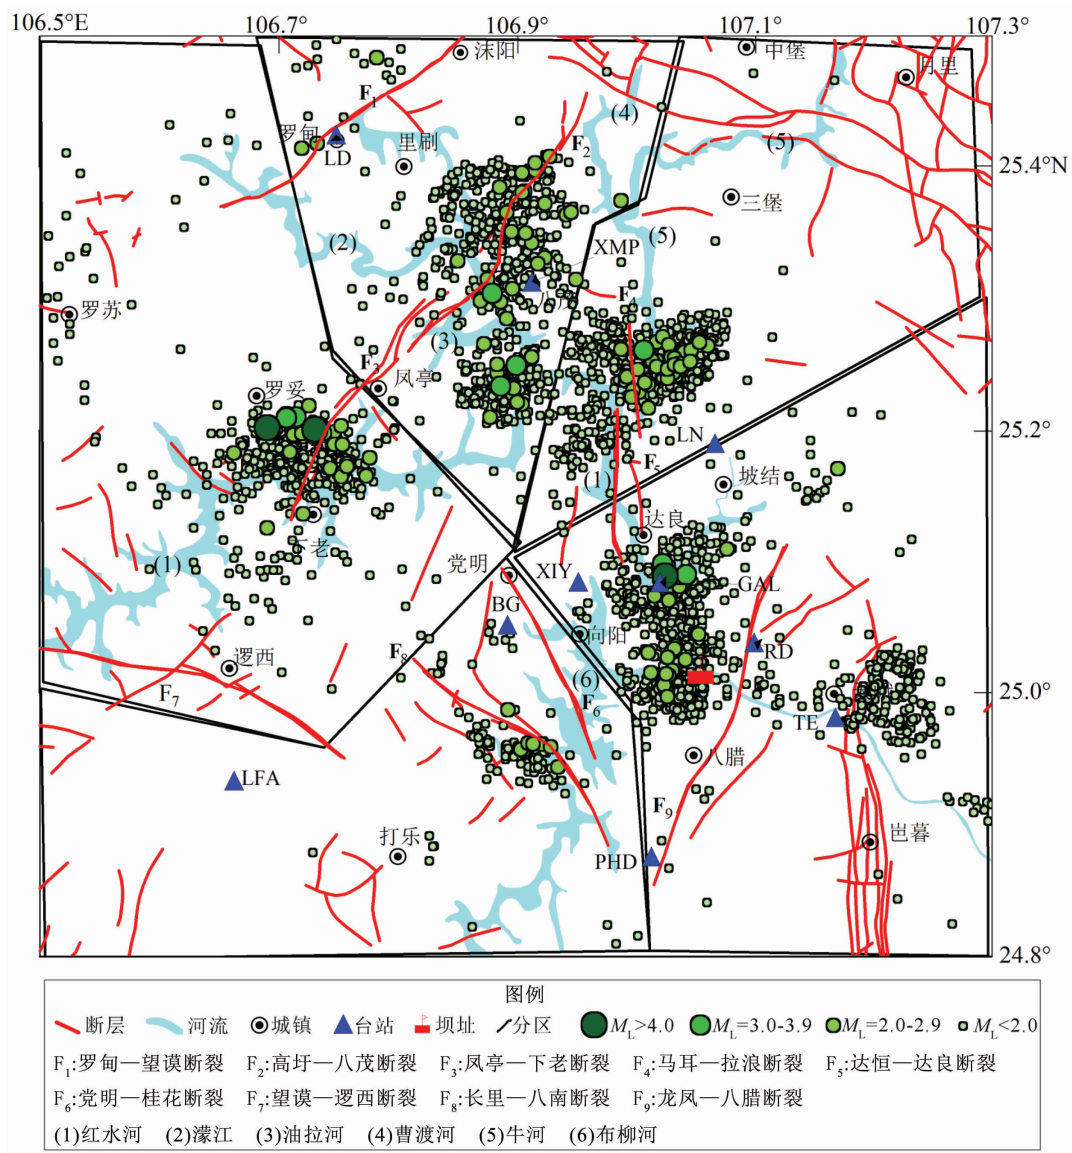 106.5°E 106.7° 106.9° 107.1° 107.3°
沫阳
中堡
月里
F1
(4)
罗甸
LD
里刷
F2
(5)
25.4°N
三堡
(2)
(5)
XMP
八茂
罗苏
F4
(3)
F3
凤亭
罗妥
LN
25.2°
F5
坡结
(1)
达良
下老
(1)
党明
XIY
GAL
BG
向阳
RD
F8
逻西
(6)
25.0°
F7
F6
TE
LFA
八腊
F9
岜暮
打乐
PHD
24.8°
图例
断层 河流 城镇 台站 坝址 分区 ML>4.0 ML=3.0-3.9 ML=2.0-2.9 ML<2.0
F1:罗甸—望谟断裂 F2:高圩—八茂断裂 F3:凤亭—下老断裂 F4:马耳—拉浪断裂 F5:达恒—达良断裂
F6:党明—桂花断裂 F7:望谟—逻西断裂 F8:长里—八南断裂 F9:龙凤—八腊断裂
(1)红水河 (2)濛江 (3)油拉河 (4)曹渡河 (5)牛河 (6)布柳河